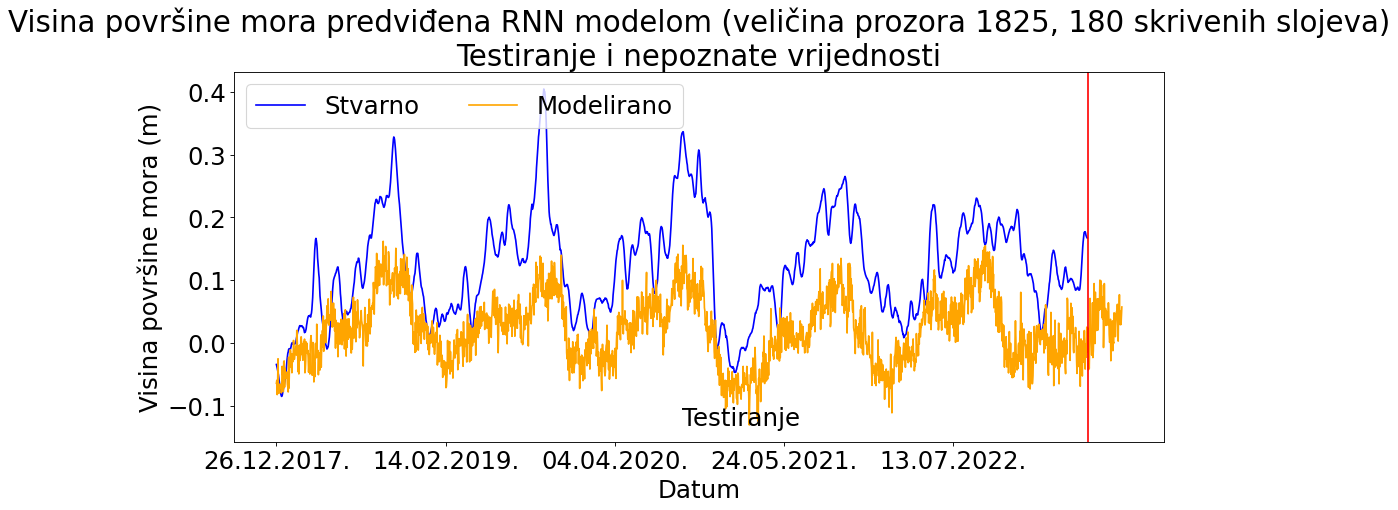 Visina površine mora predviđena RNN modelom (veličina prozora 1825, 180 skrivenih slojeva)
Testiranje i nepoznate vrijednosti
Stvarno
Modelirano
Visina površine mora (m)
0.4
0.3
0.2
0.1
0.0
−0.1
Testiranje
26.12.2017.
14.02.2019.
04.04.2020.
24.05.2021.
13.07.2022.
Datum